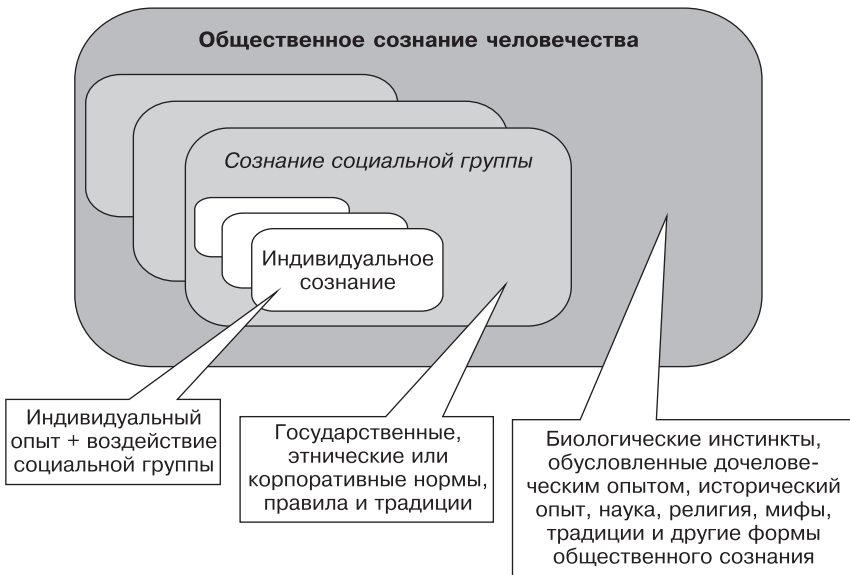 Общественное сознание человечества
Сознание социальной группы
Индивидуальное
сознание
Индивидуальный
опыт + воздействие
социальной группы
Государственные,
этнические или
корпоративные нормы,
правила и традиции
Биологические инстинкты,
обусловленные дочелове-
ческим опытом, исторический
опыт, наука, религия, мифы,
традиции и другие формы
общественного сознания